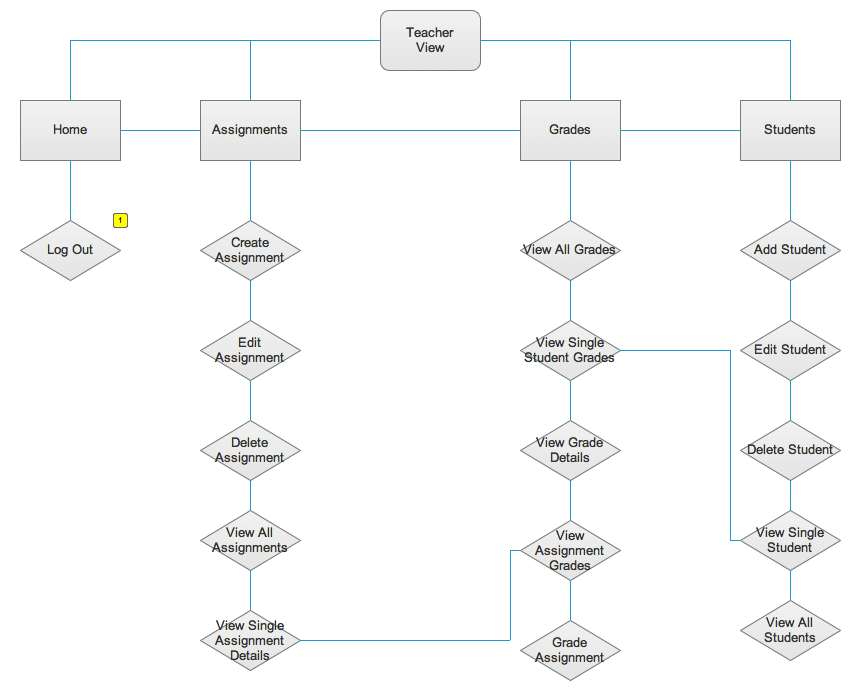 Teacher
View
Home
Assignments
Grades
Students
1
Log Out
Create
Assignment
View All Grades
Add Student
Edit
Assignment
View Single
Student Grades
Edit Student
Delete
Assignment
View Grade
Details
Delete Student
View All
Assignments
View
Assignment
Grades
View Single
Student
View Single
Assignment
Details
Grade
Assignment
View All
Students